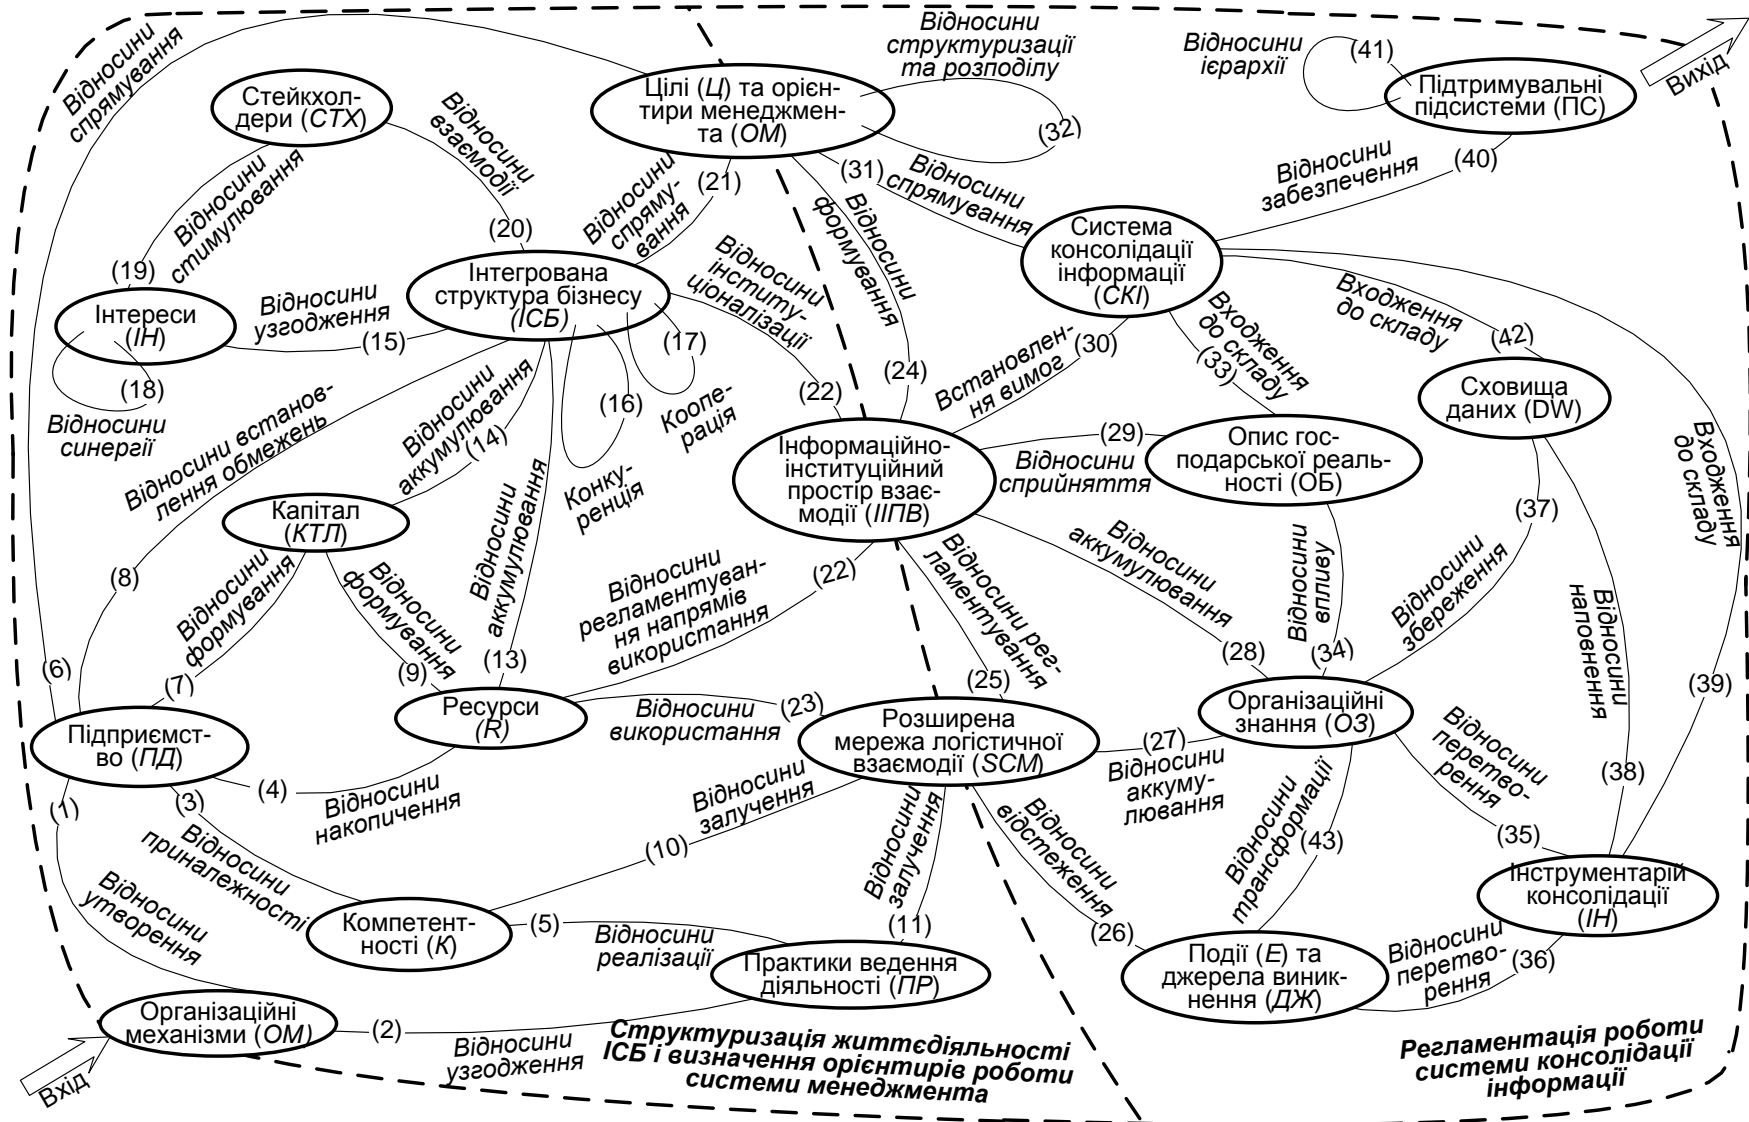 Відносини
спрямування
Стейкхол-
дери (СТХ)
Відносини
взаємодії
Цілі (Ц) та орієн-
тири менеджмен-
та (ОМ)
Відносини
структуризації
та розподілу
(32)
Відносини
ієрархії
(41)
Підтримувальні
підсистеми (ПС)
Вихід
Відносини
стимулювання
(19)
(20)
Відносини
спряму-
вання
(21)
(31)
Відносини
спрямування
Відносини
формування
Відносини
забезпечення
(40)
Система
консолідації
інформації
(СКІ)
Інтереси
(ІН)
(18)
Відносини
синергії
Відносини
узгодження
(15)
Інтегрована
структура бізнесу
(ІСБ)
(17)
(16)
Відносини
інститу-
ціоналізації
(22)
(24)
Встановлен-
ня вимог
(30)
Входження
до складу
(33)
Входження
до складу
(42)
Сховища
даних (DW)
Входження
до складу
Відносини встанов-
лення обмежень
(8)
Відносини
аккумулювання
(14)
Відносини
аккумулювання
(13)
Конку-
ренція
Коопе-
рація
Інформаційно-
інституційний
простір взає-
модії (ІІПВ)
(29)
Відносини
сприйняття
Опис гос-
подарської реаль-
ності (ОБ)
(37)
Капітал
(КТЛ)
Відносини
формування
(7)
Відносини
формування
(9)
Відносини
регламентуван-
ня напрямів
використання
(22)
Відносини рег-
ламентування
(25)
Відносини
аккумулювання
(28)
Відносини
впливу
(34)
Відносини
збереження
Відносини
наповнення
(38)
(39)
(6)
Підприємст-
во (ПД)
(4)
Відносини
накопичення
Ресурси
(R)
Відносини
використання
(23)
Розширена
мережа логістичної
взаємодії (SCM)
(27)
Відносини
аккуму-
лювання
Організаційні
знання (ОЗ)
Відносини
перетво-
рення
(35)
(1)
Відносини
утворення
(3)
Відносини
приналежності
(10)
Відносини
залучення
Відносини
залучення
(11)
Відносини
відстеження
(26)
Відносини
трансформації
(43)
Інструментарій
консолідації
(ІН)
Компетент-
ності (К)
(5)
Відносини
реалізації
Практики ведення
діяльності (ПР)
Події (Е) та
джерела виник-
нення (ДЖ)
Відносини
перетво-
рення
(36)
Організаційні
механізми (ОМ)
(2)
Відносини
узгодження
Вхід
Структуризація життєдіяльності
ІСБ і визначення орієнтирів роботи
системи менеджмента
Регламентація роботи
системи консолідації
інформації